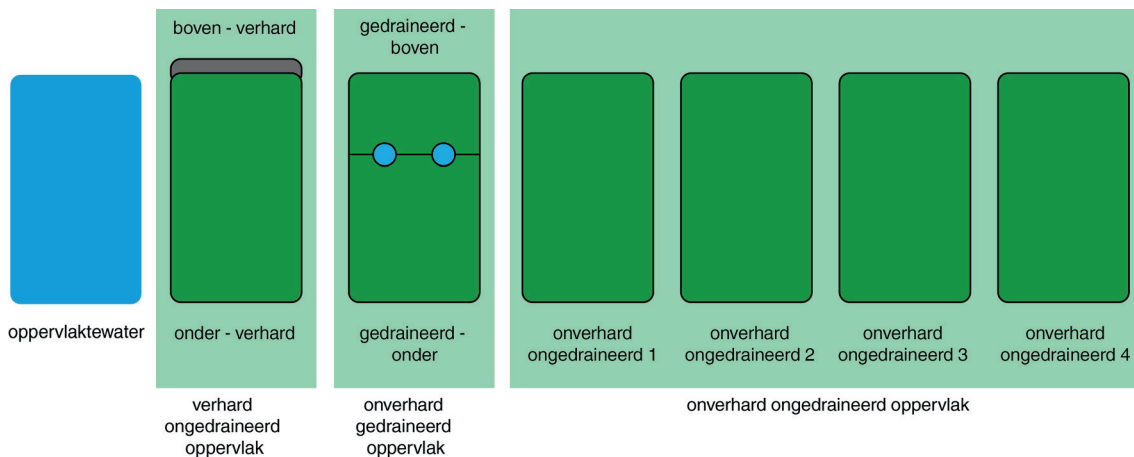 boven - verhard
gedraineerd -
boven
oppervlaktewater
onder - verhard
gedraineerd -
onder
onverhard
ongedraineerd 1
onverhard
ongedraineerd 2
onverhard
ongedraineerd 3
onverhard
ongedraineerd 4
verhard
ongedraineerd
oppervlak
onverhard
gedraineerd
oppervlak
onverhard ongedraineerd oppervlak